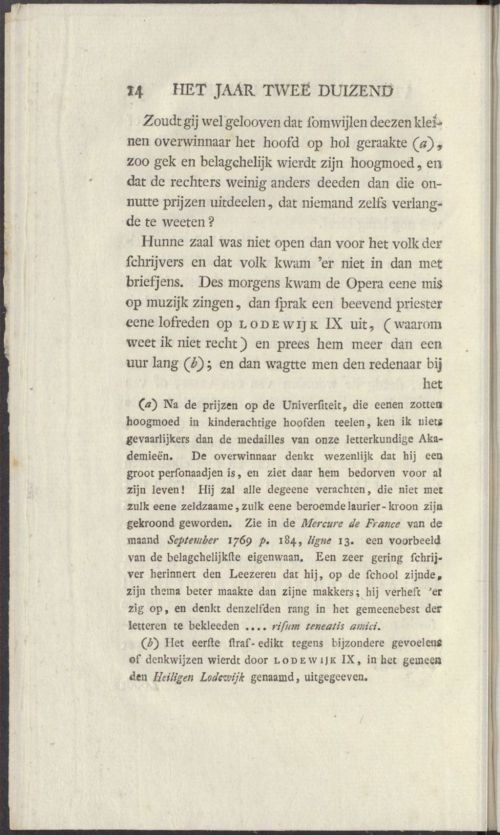 14 HET JAAR TWEE DUIZEND
Zoudt gij wel gelooven dat ſomwijlen deezen klei-
nen overwinnaar het hoofd op hol geraakte (a),
zoo gek en belagchelijk wierdt zijn hoogmoed, en
dat de rechters weinig anders deeden dan die on-
nutte prijzen uitdeelen, dat niemand zelfs verlang-
de te weeten?
Hunne zaal was niet open dan voor het volk der
ſchrijvers en dat volk kwam 'er niet in dan met
briefjens. Des morgens kwam de Opera eene mis
op muzijk zingen, dan ſprak een beevend priester
eene lofreden op LODEWIJK IX uit, (waarom
weet ik niet recht) en prees hem meer dan een
uur lang (b); en dan wagtte men den redenaar bij
het
(a) Na de prijzen op de Univerſiteit, die eenen zotten
hoogmoed in kinderachtige hoofden teelen, ken ik niets
gevaarlijkers dan de medailles van onze letterkundige Aka-
demieën. De overwinnaar denkt wezenlijk dat hij een
groot perſonaadjen is, en ziet daar hem bedorven voor al
zijn leven! Hij zal alle degeene verachten, die niet met
zulk eene zeldzaame, zulk eene beroemde laurier-kroon zijn
gekroond geworden. Zie in de Mercure de France van de
maand September 1769 p. 184, ligne 13. een voorbeeld
van de belagchelijkſte eigenwaan. Een zeer gering ſchrij-
ver herinnert den Leezeren dat hij, op de ſchool zijnde,
zijn thema beter maakte dan zijne makkers; hij verheft 'er
zig op, en denkt denzelfden rang in het gemeenebest der
letteren te bekleeden .... riſum teneatis amici.
(b) Het eerſte ſtraf-edikt tegens bijzondere gevoelens
of denkwijzen wierdt door LODEWIJK IX, in het gemeen
den Heiligen Lodewijk genaamd, uitgegeeven.